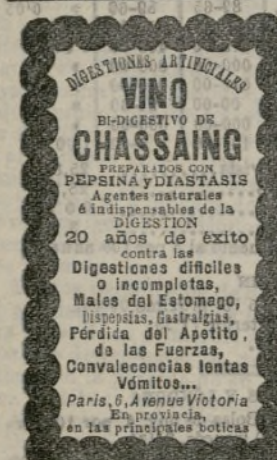 DIGESTIONES ARTIFICIALES
VINO
BI-DIGESTIVO DE
CHASSAING
PREPARADOS CON
PEPSINA y DIASTASIS
Agentes naturales
é indispensables de la
DIGESTION
20 años de éxito
contra las
Digestiones dificiles
o incompletas,
Males del Estomago,
Dispepsias, Gastralgias,
Pérdida del Apetito,
de las Fuerzas,
Convalecencias lentas
Vómitos...
Paris, 6, Avenue Victoria
En provincia,
en las principales boticas